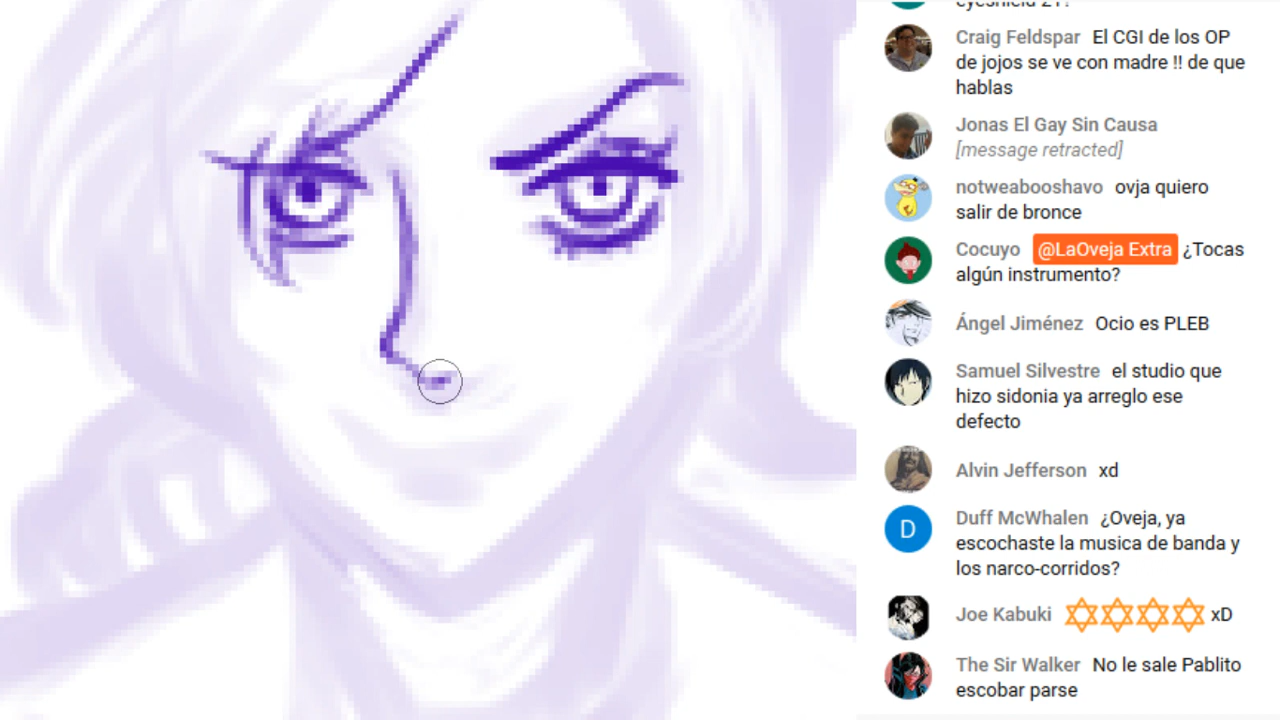 eyeshield 21?
Craig Feldspar El CGI de los OP
de jojos se ve con madre !! de que
hablas
Jonas El Gay Sin Causa
[message retracted]
notweabooshavo ovja quiero
salir de bronce
Cocuyo @LaOveja Extra ¿Tocas
algún instrumento?
Ángel Jiménez Ocio es PLEB
Samuel Silvestre el studio que
hizo sidonia ya arreglo ese
defecto
Alvin Jefferson xd
D
Duff McWhalen ¿Oveja, ya
escochaste la musica de banda y
los narco-corridos?
Joe Kabuki ✡✡✡✡ xD
The Sir Walker No le sale Pablito
escobar parse